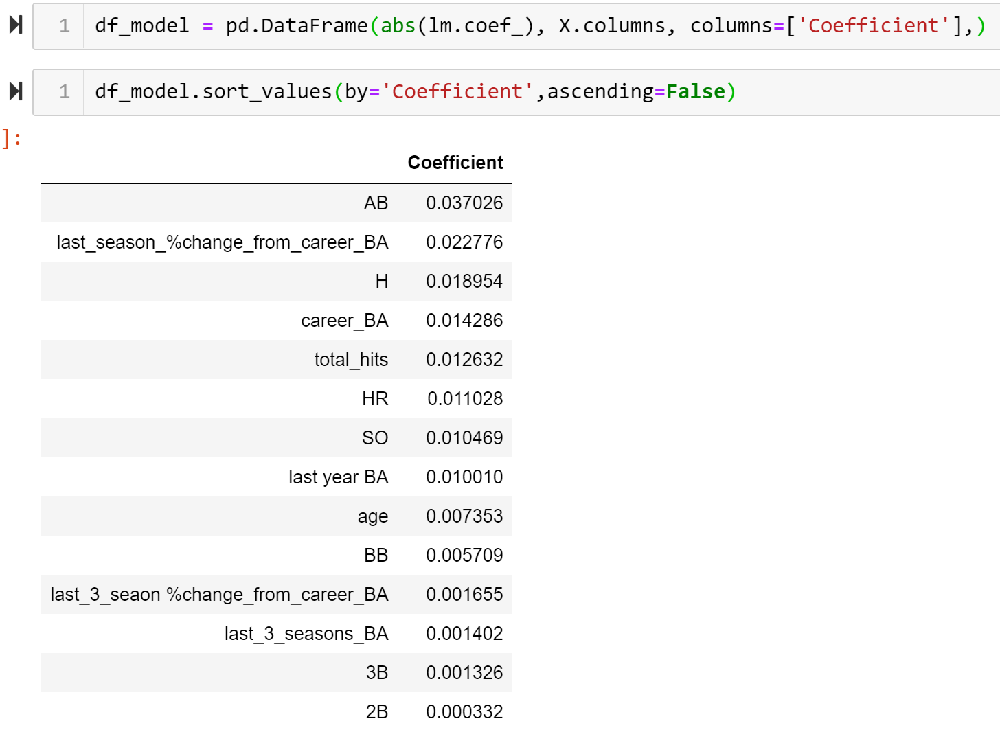 1 df_model = pd.DataFrame(abs(lm.coef_), X.columns, columns=['Coefficient'],)
1 df_model.sort_values(by='Coefficient',ascending=False)
]:
Coefficient
AB 0.037026
last_season_%change_from_career_BA 0.022776
H 0.018954
career_BA 0.014286
total_hits 0.012632
HR 0.011028
SO 0.010469
last year BA 0.010010
age 0.007353
BB 0.005709
last_3_seaon %change_from_career_BA 0.001655
last_3_seasons_BA 0.001402
3B 0.001326
2B 0.000332